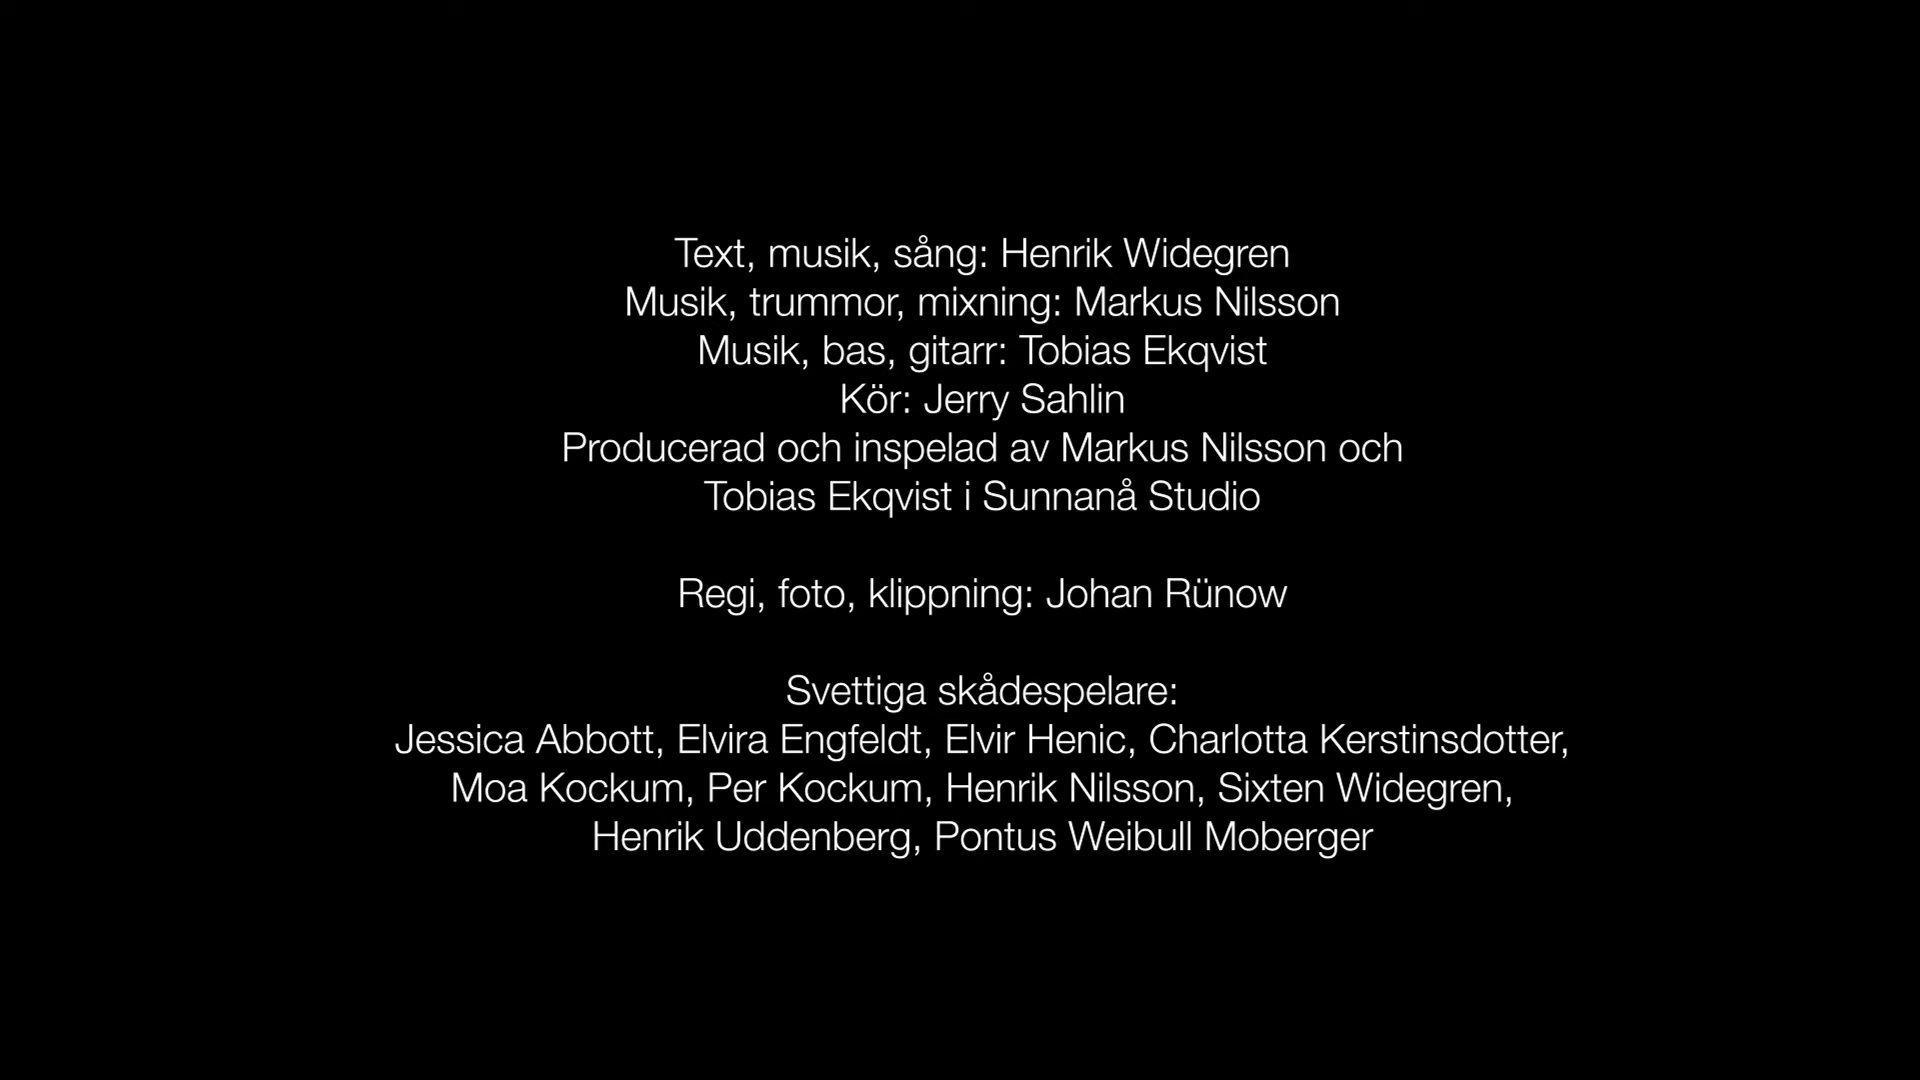 Text, musik, sång: Henrik Widegren
Musik, trummor, mixning: Markus Nilsson
Musik, bas, gitarr: Tobias Ekqvist
Kör: Jerry Sahlin
Producerad och inspelad av Markus Nilsson och
Tobias Ekqvist i Sunnanå Studio
Regi, foto, klippning: Johan Rünow
Svettiga skådespelare:
Jessica Abbott, Elvira Engfeldt, Elvir Henic, Charlotta Kerstinsdotter,
Moa Kockum, Per Kockum, Henrik Nilsson, Sixten Widegren,
Henrik Uddenberg, Pontus Weibull Moberger